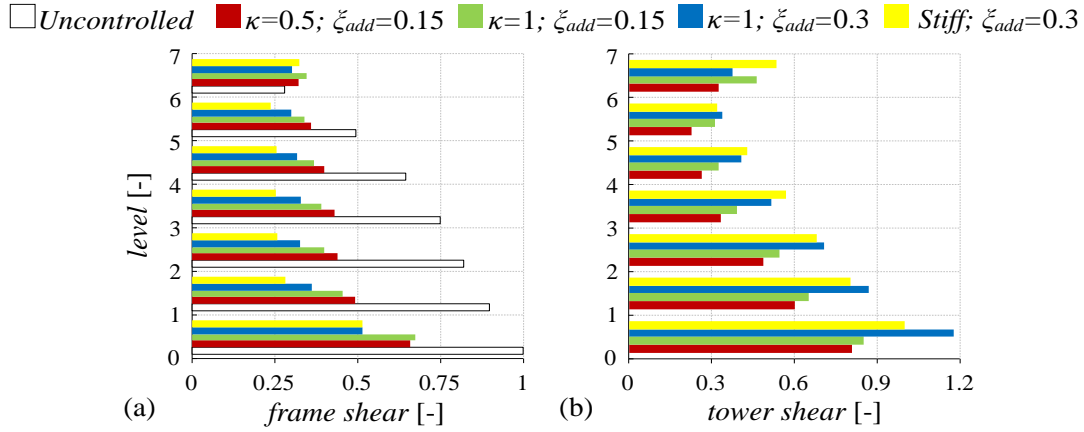 Uncontrolled κ=0.5; ξadd=0.15 κ=1; ξadd=0.15 κ=1; ξadd=0.3 Stiff; ξadd=0.3
7
6
5
4
3
2
1
0
level [-]
0 0.25 0.5 0.75 1
(a) frame shear [-]
7
6
5
4
3
2
1
0
0 0.3 0.6 0.9 1.2
(b) tower shear [-]